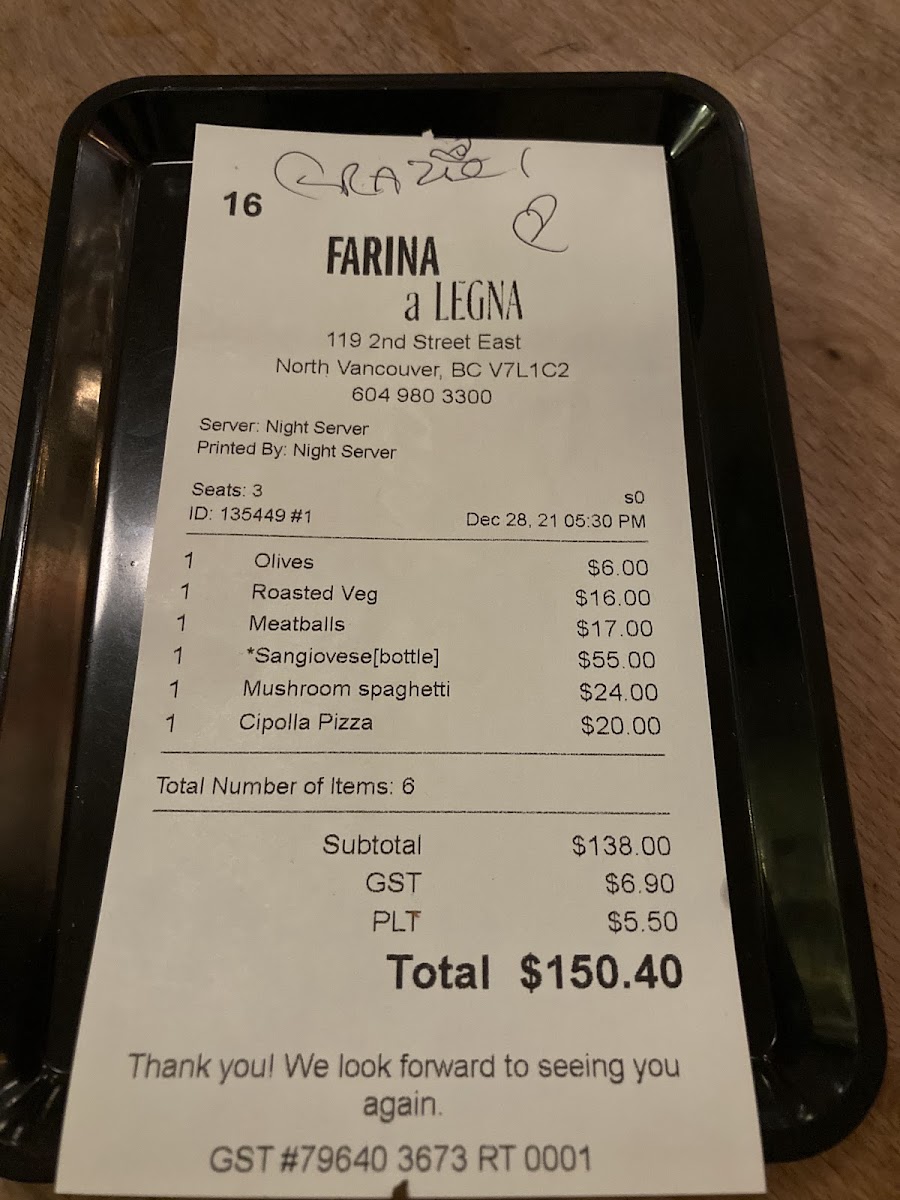 GRAZIE!
16
FARINA
a LEGNA
119 2nd Street East
North Vancouver, BC V7L1C2
604 980 3300
Server: Night Server
Printed By: Night Server
Seats: 3 s0
ID: 135449 #1 Dec 28, 21 05:30 PM
1 Olives $6.00
1 Roasted Veg $16.00
1 Meatballs $17.00
1 *Sangiovese[bottle] $55.00
1 Mushroom spaghetti $24.00
1 Cipolla Pizza $20.00
Total Number of Items: 6
Subtotal $138.00
GST $6.90
PLT $5.50
Total $150.40
Thank you! We look forward to seeing you
again.
GST #79640 3673 RT 0001